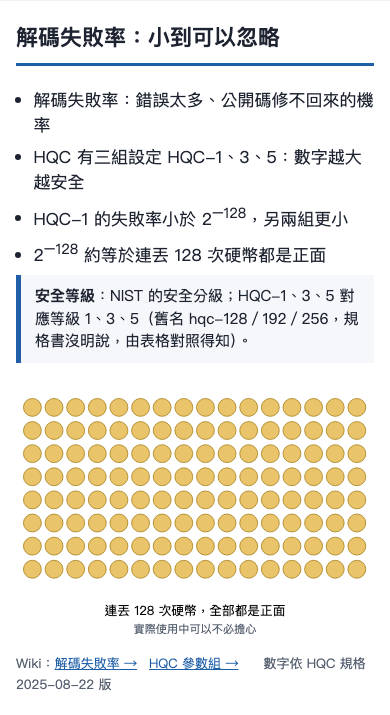 解碼失敗率：小到可以忽略
• 解碼失敗率：錯誤太多、公開碼修不回來的機
率
• HQC 有三組設定 HQC-1、3、5：數字越大
越安全
• HQC-1 的失敗率小於 2⁻¹²⁸，另兩組更小
• 2⁻¹²⁸ 約等於連丟 128 次硬幣都是正面
安全等級：NIST 的安全分級；HQC-1、3、5 對
應等級 1、3、5（舊名 hqc-128 / 192 / 256，規
格書沒明說，由表格對照得知）。
連丟 128 次硬幣，全部都是正面
實際使用中可以不必擔心
Wiki：解碼失敗率 → HQC 參數組 → 數字依 HQC 規格
2025-08-22 版